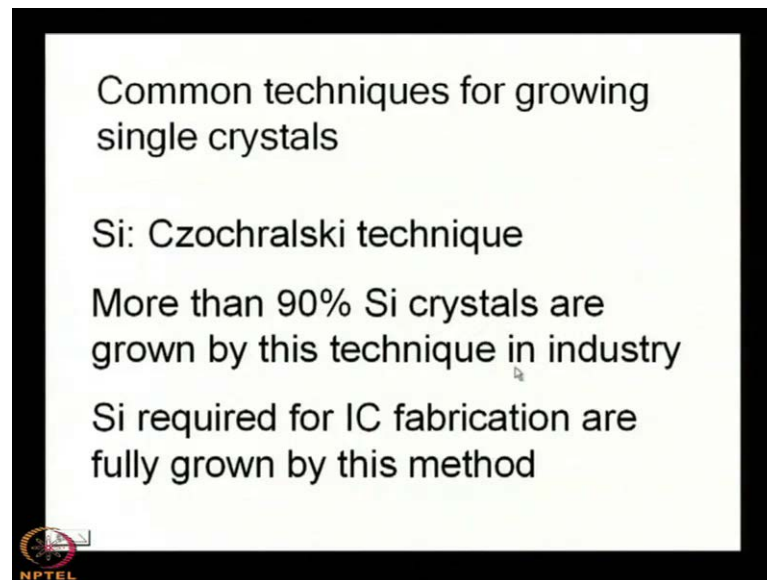 Common techniques for growing
single crystals
Si: Czochralski technique
More than 90% Si crystals are
grown by this technique in industry
Si required for IC fabrication are
fully grown by this method
NPTEL